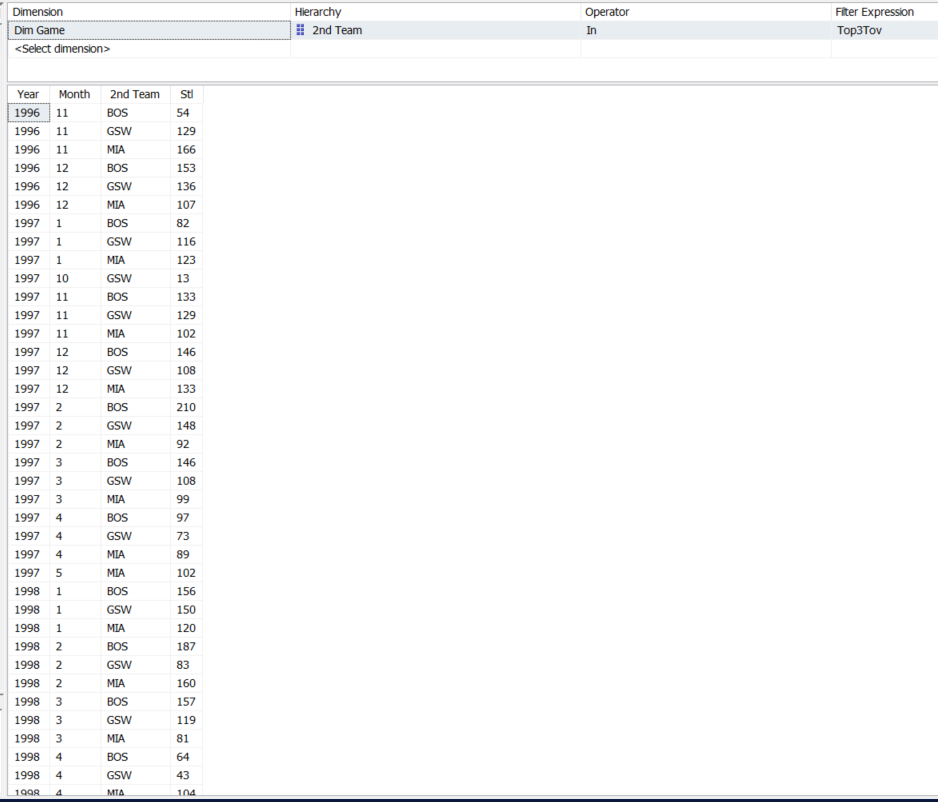 Dimension Hierarchy Operator Filter Expression
Dim Game 2nd Team In Top3Tov
<Select dimension>
Year Month 2nd Team Stl
1996 11 BOS 54
1996 11 GSW 129
1996 11 MIA 166
1996 12 BOS 153
1996 12 GSW 136
1996 12 MIA 107
1997 1 BOS 82
1997 1 GSW 116
1997 1 MIA 123
1997 10 GSW 13
1997 11 BOS 133
1997 11 GSW 129
1997 11 MIA 102
1997 12 BOS 146
1997 12 GSW 108
1997 12 MIA 133
1997 2 BOS 210
1997 2 GSW 148
1997 2 MIA 92
1997 3 BOS 146
1997 3 GSW 108
1997 3 MIA 99
1997 4 BOS 97
1997 4 GSW 73
1997 4 MIA 89
1997 5 MIA 102
1998 1 BOS 156
1998 1 GSW 150
1998 1 MIA 120
1998 2 BOS 187
1998 2 GSW 83
1998 2 MIA 160
1998 3 BOS 157
1998 3 GSW 119
1998 3 MIA 81
1998 4 BOS 64
1998 4 GSW 43
1998 4 MIA 104